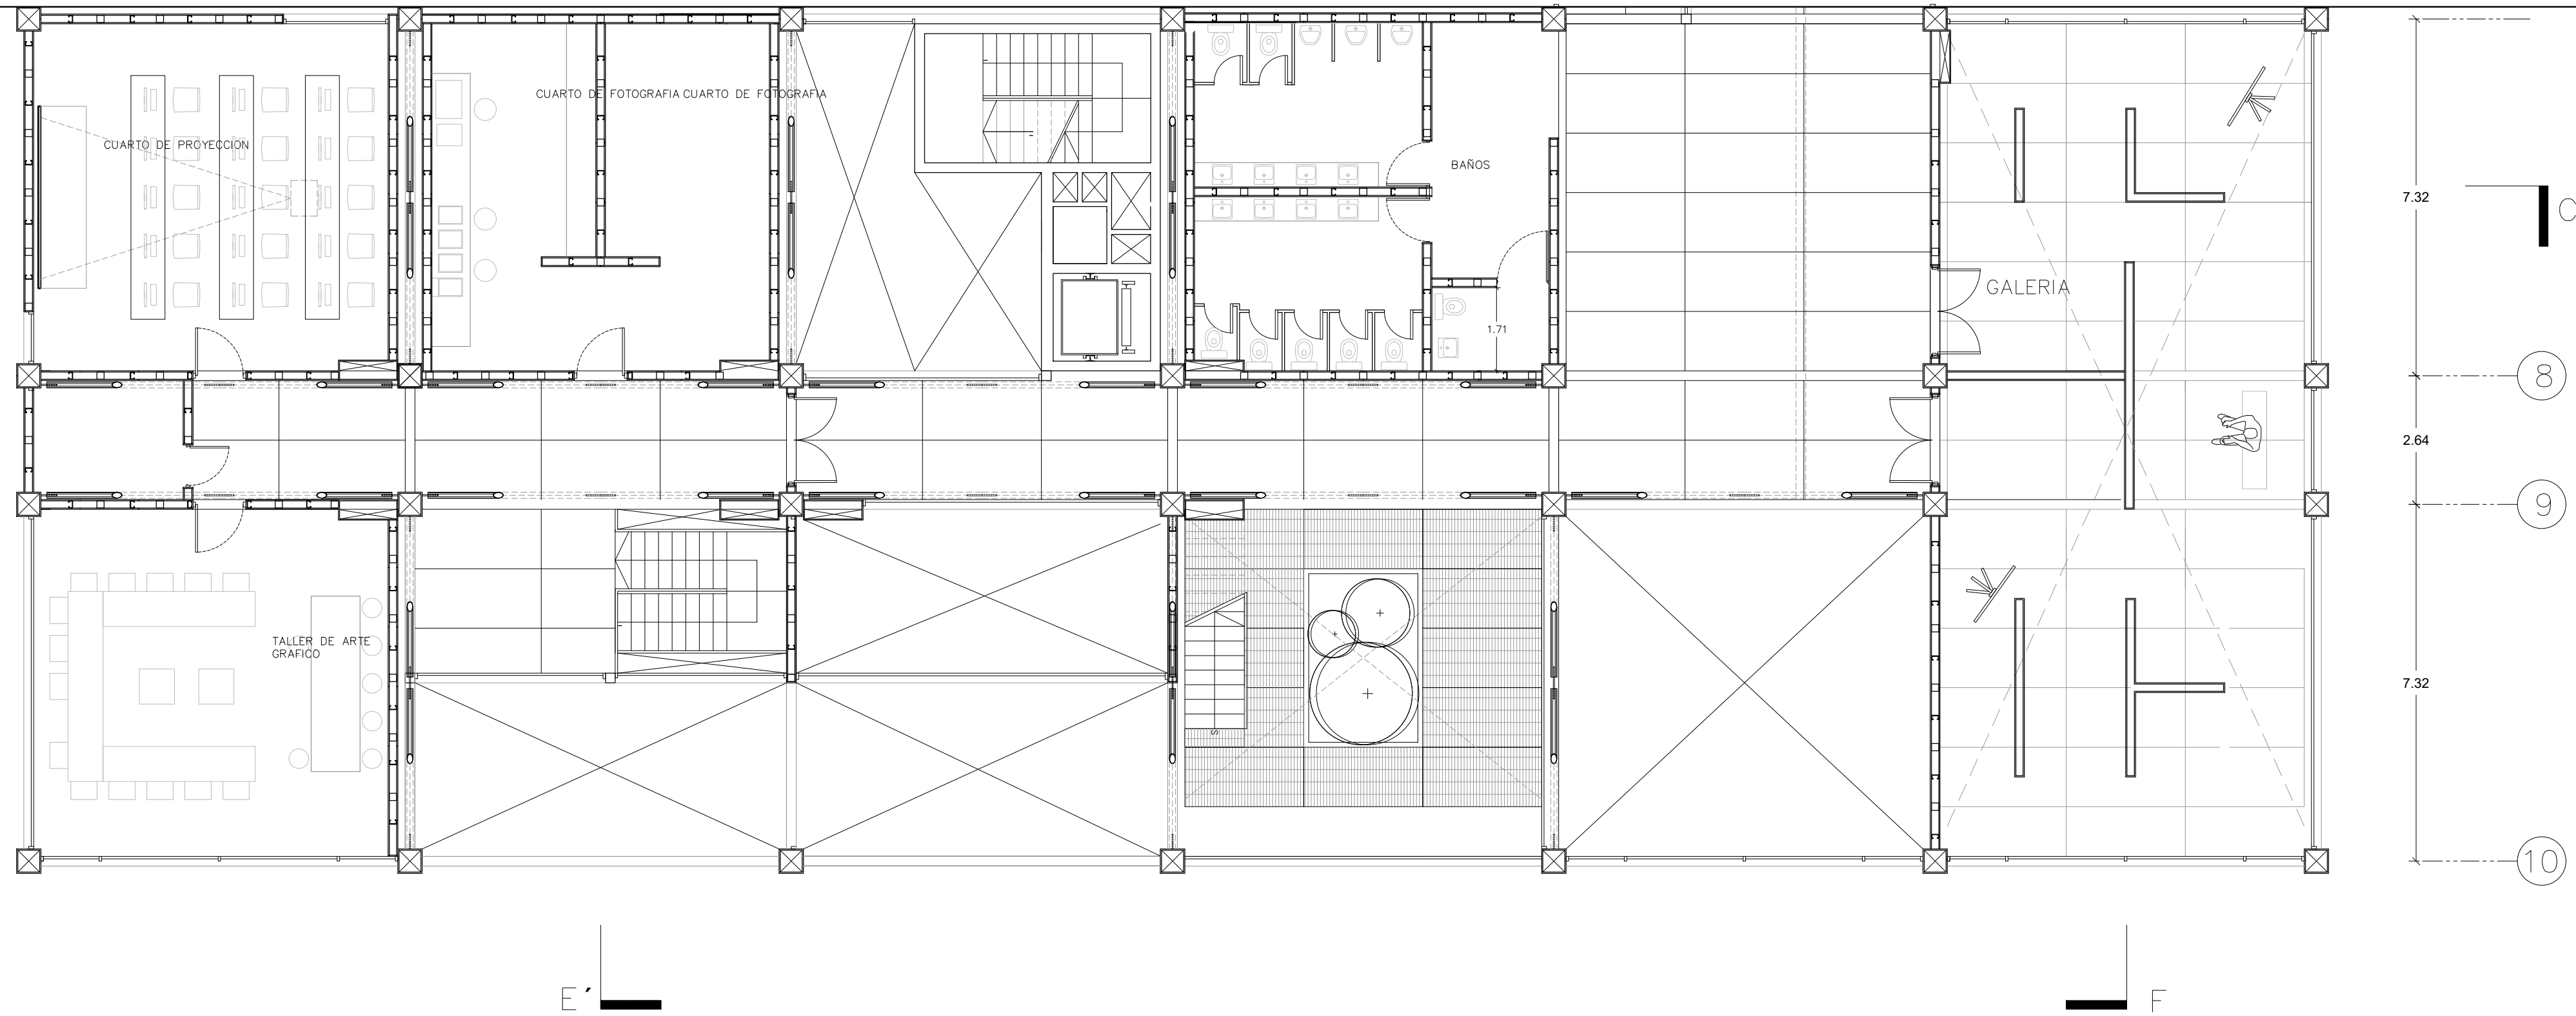 CUARTO DE FOTOGRAFIA
CUARTO DE FOTOGRAFIA
CUARTO DE PROYECCION
BAÑOS
7.32
C
GALERIA
1.71
8
2.64
9
TALLER DE ARTE
GRAFICO
7.32
S
10
E´
F